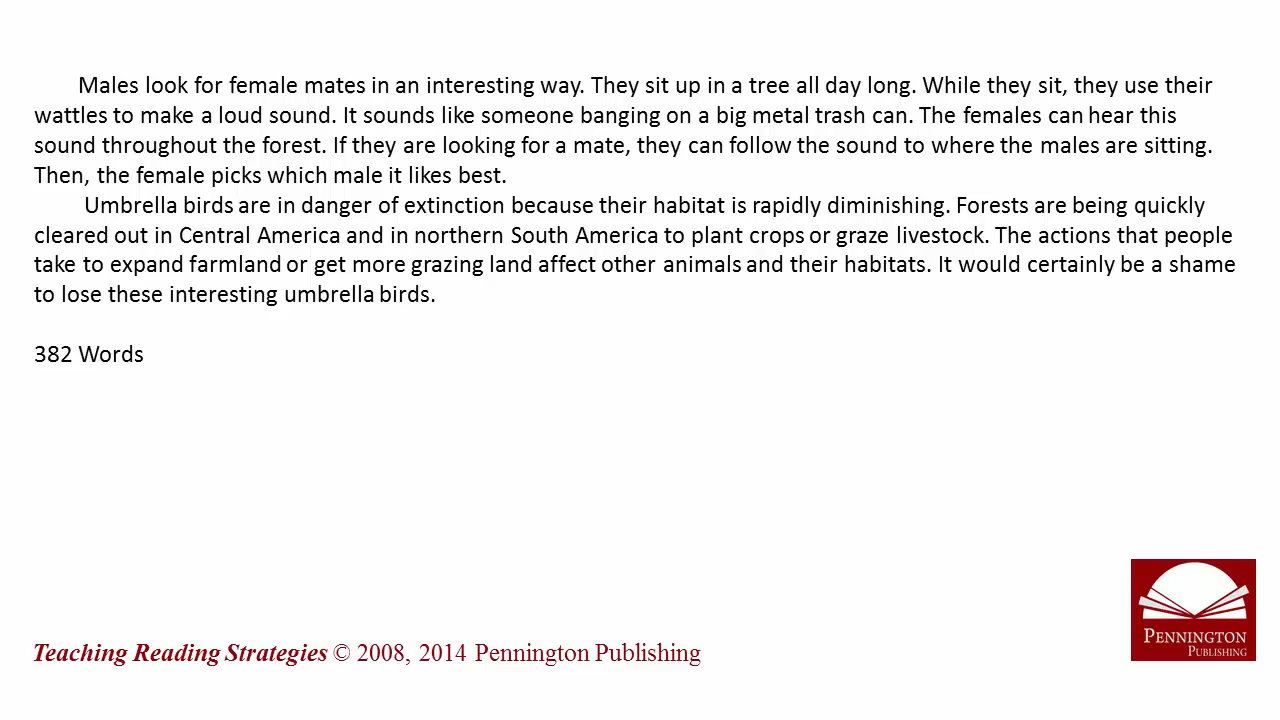 Males look for female mates in an interesting way. They sit up in a tree all day long. While they sit, they use their
wattles to make a loud sound. It sounds like someone banging on a big metal trash can. The females can hear this
sound throughout the forest. If they are looking for a mate, they can follow the sound to where the males are sitting.
Then, the female picks which male it likes best.
Umbrella birds are in danger of extinction because their habitat is rapidly diminishing. Forests are being quickly
cleared out in Central America and in northern South America to plant crops or graze livestock. The actions that people
take to expand farmland or get more grazing land affect other animals and their habitats. It would certainly be a shame
to lose these interesting umbrella birds.
382 Words
Teaching Reading Strategies © 2008, 2014 Pennington Publishing
PENNINGTON
PUBLISHING